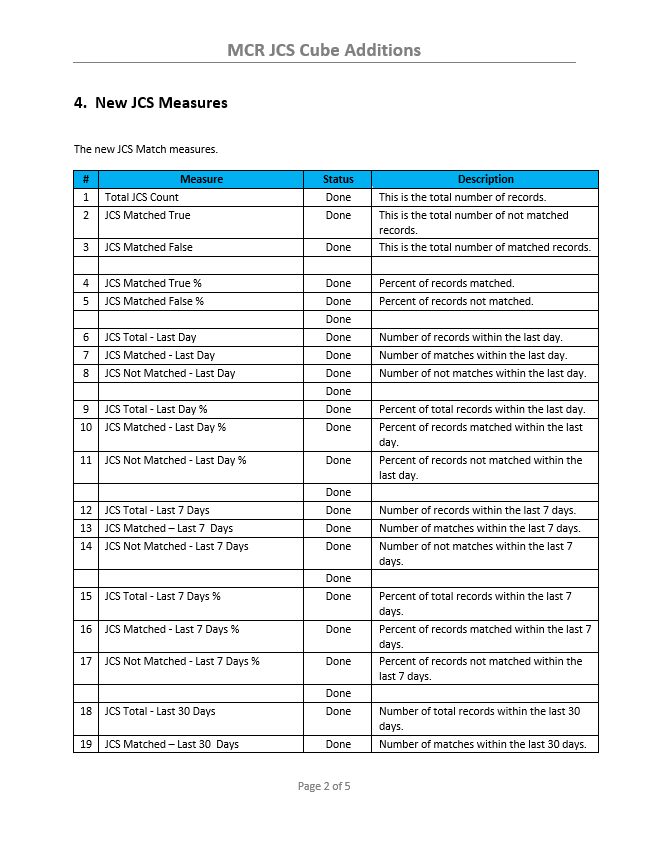 MCR JCS Cube Additions
4. New JCS Measures
The new JCS Match measures.
# Measure Status Description
1 Total JCS Count Done This is the total number of records.
2 JCS Matched True Done This is the total number of not matched
records.
3 JCS Matched False Done This is the total number of matched records.
4 JCS Matched True % Done Percent of records matched.
5 JCS Matched False % Done Percent of records not matched.
Done
6 JCS Total - Last Day Done Number of records within the last day.
7 JCS Matched - Last Day Done Number of matches within the last day.
8 JCS Not Matched - Last Day Done Number of not matches within the last day.
Done
9 JCS Total - Last Day % Done Percent of total records within the last day.
10 JCS Matched - Last Day % Done Percent of records matched within the last
day.
11 JCS Not Matched - Last Day % Done Percent of records not matched within the
last day.
Done
12 JCS Total - Last 7 Days Done Number of records within the last 7 days.
13 JCS Matched – Last 7  Days Done Number of matches within the last 7 days.
14 JCS Not Matched - Last 7 Days Done Number of not matches within the last 7
days.
Done
15 JCS Total - Last 7 Days % Done Percent of total records within the last 7
days.
16 JCS Matched - Last 7 Days % Done Percent of records matched within the last 7
days.
17 JCS Not Matched - Last 7 Days % Done Percent of records not matched within the
last 7 days.
Done
18 JCS Total - Last 30 Days Done Number of total records within the last 30
days.
19 JCS Matched – Last 30  Days Done Number of matches within the last 30 days.
Page 2 of 5